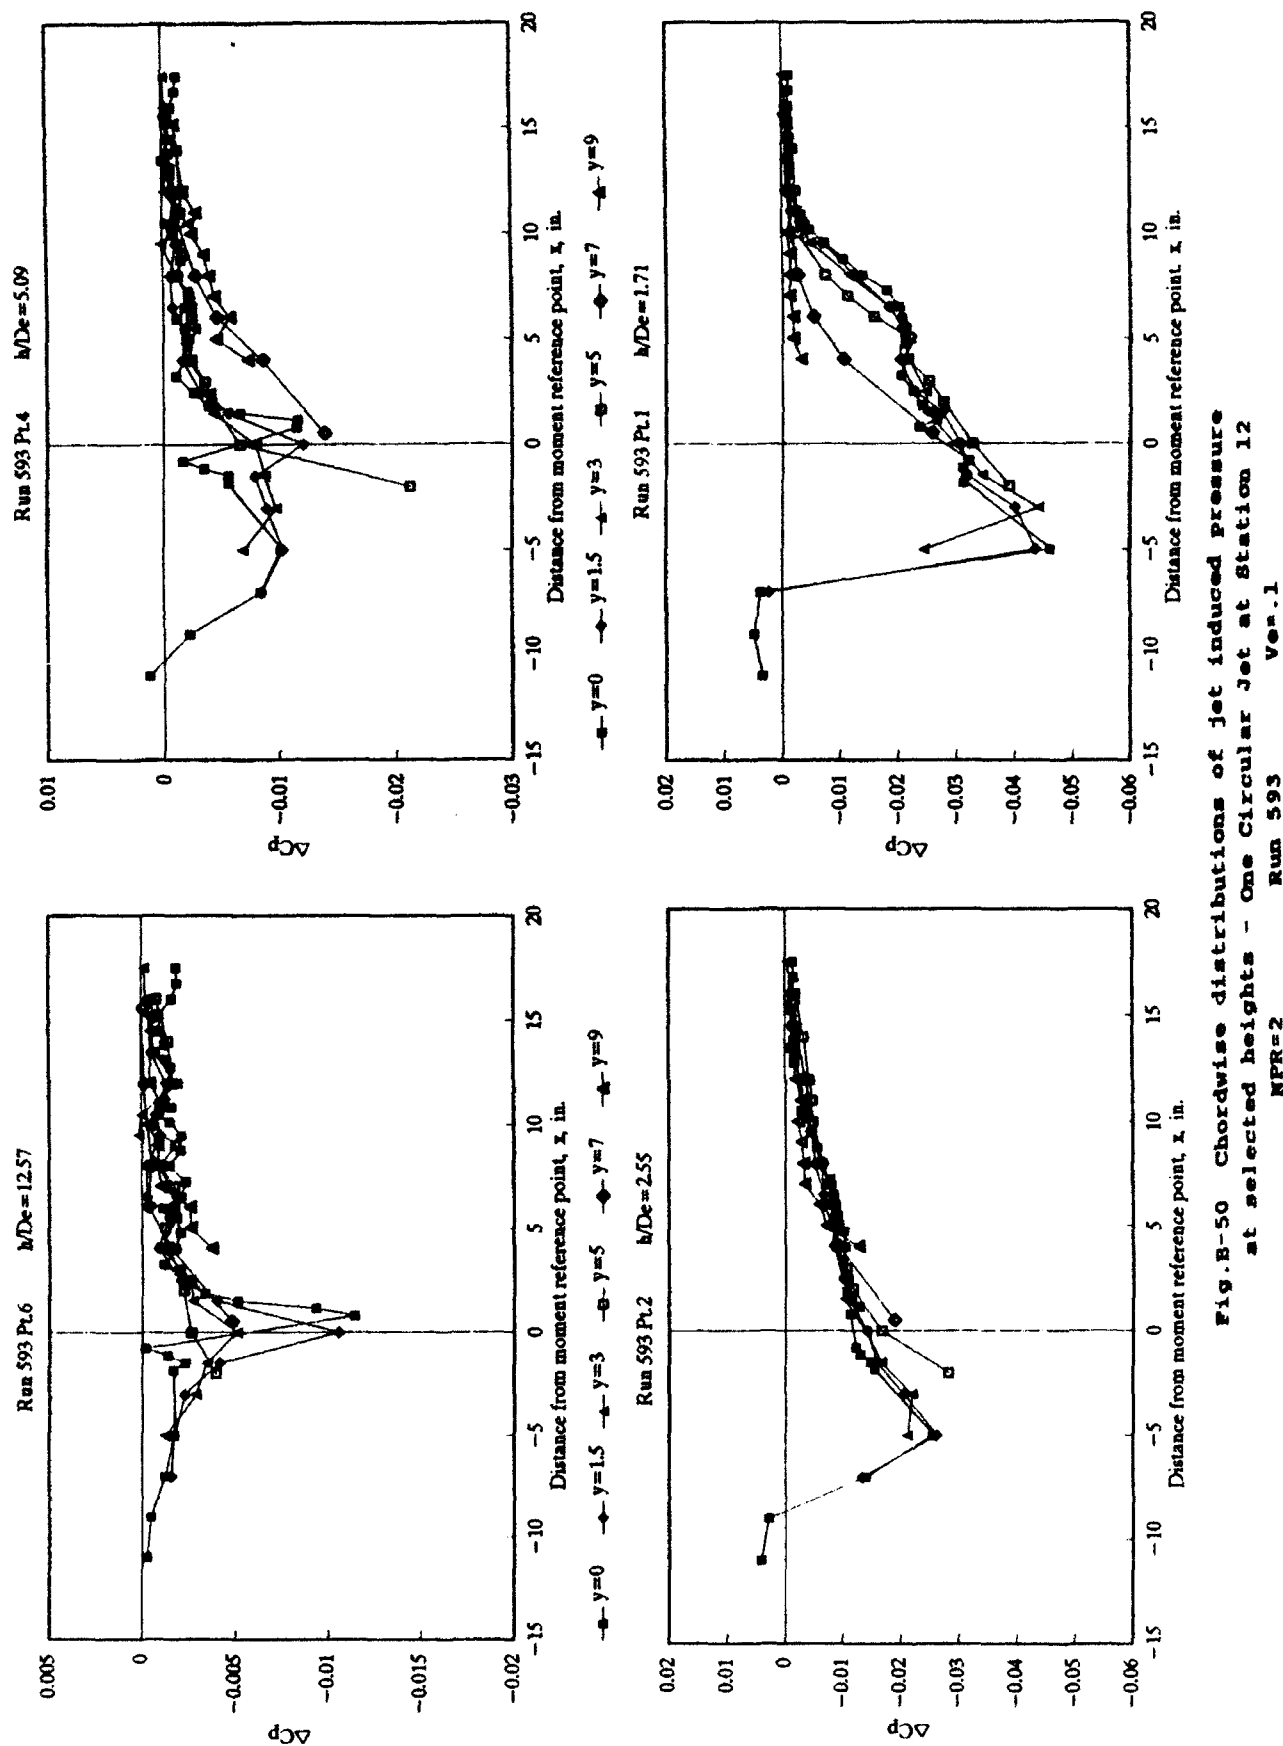 Run 593 Pt.6 h/De=12.57
0.005
0
-0.005
-0.01
-0.015
-0.02
ΔCp
-15 -10 -5 0 5 10 15 20
Distance from moment reference point, x, in.
Run 593 Pt.4 h/De=5.09
0.01
0
-0.01
-0.02
-0.03
ΔCp
-15 -10 -5 0 5 10 15 20
Distance from moment reference point, x, in.
y=0 y=1.5 y=3 y=5 y=7 y=9
y=0 y=1.5 y=3 y=5 y=7 y=9
Run 593 Pt.2 h/De=2.55
0.02
0.01
0
-0.01
-0.02
-0.03
-0.04
-0.05
-0.06
ΔCp
-15 -10 -5 0 5 10 15 20
Distance from moment reference point, x, in.
Run 593 Pt.1 h/De=1.71
0.02
0.01
0
-0.01
-0.02
-0.03
-0.04
-0.05
-0.06
ΔCp
-15 -10 -5 0 5 10 15 20
Distance from moment reference point. x, in.
Fig.B-50 Chordwise distributions of jet induced pressure
at selected heights - One Circular Jet at Station 12
NPR=2 Run 593 Ve=.1